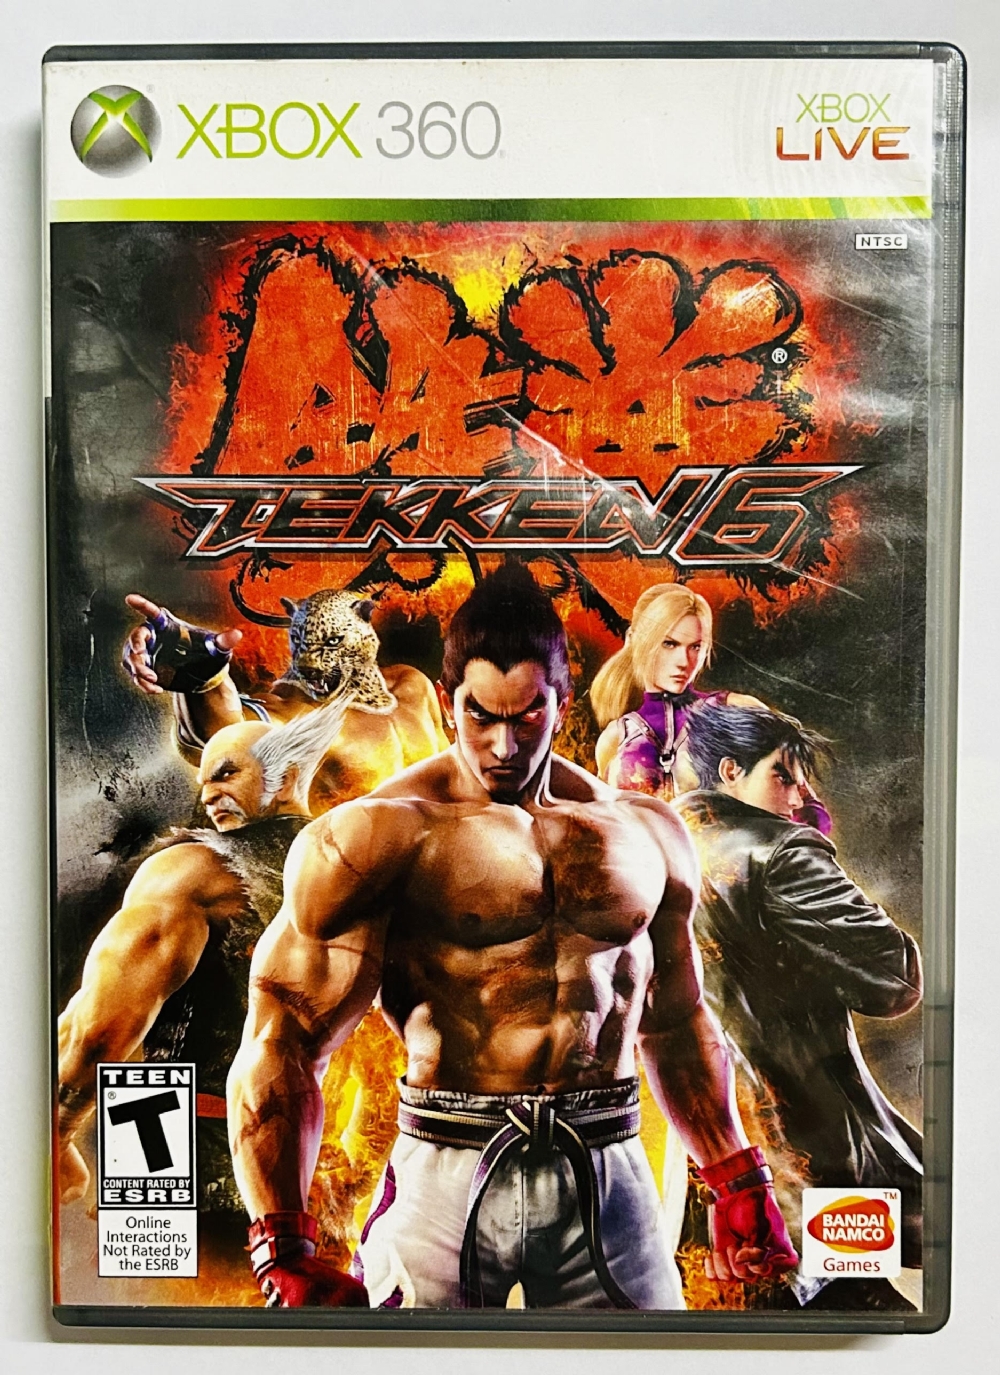 XBOX 360
XBOX
LIVE
NTSC
鉄拳
®
TEKKEN 6
TEEN
®
T
CONTENT RATED BY
ESRB
Online
Interactions
Not Rated by
the ESRB
TM
BANDAI
NAMCO
Games